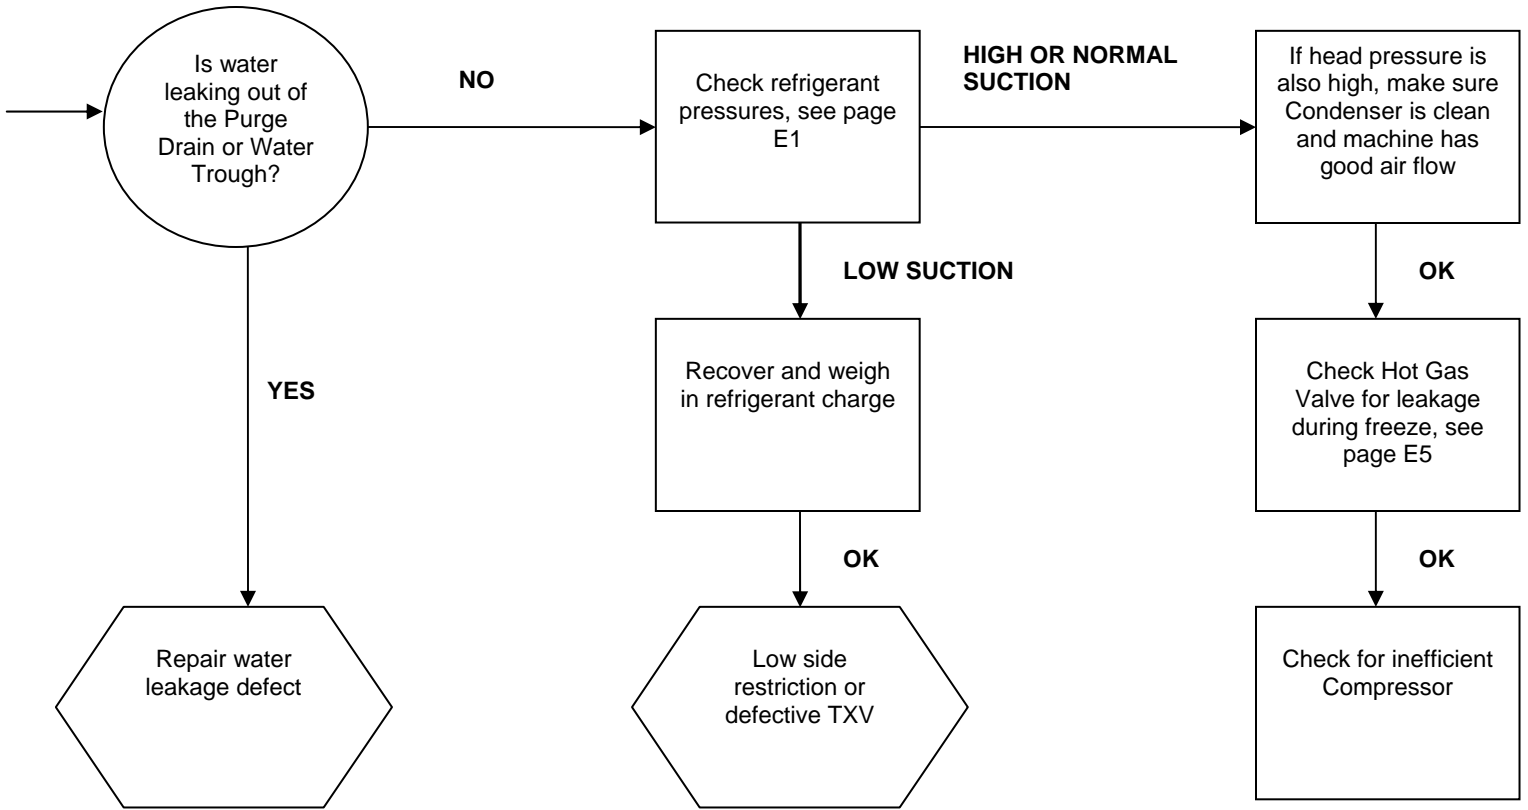 Is water
leaking out of
the Purge
Drain or Water
Trough?
NO
Check refrigerant
pressures, see page
E1
HIGH OR NORMAL
SUCTION
If head pressure is
also high, make sure
Condenser is clean
and machine has
good air flow
LOW SUCTION
OK
YES
Recover and weigh
in refrigerant charge
Check Hot Gas
Valve for leakage
during freeze, see
page E5
OK
OK
Repair water
leakage defect
Low side
restriction or
defective TXV
Check for inefficient
Compressor